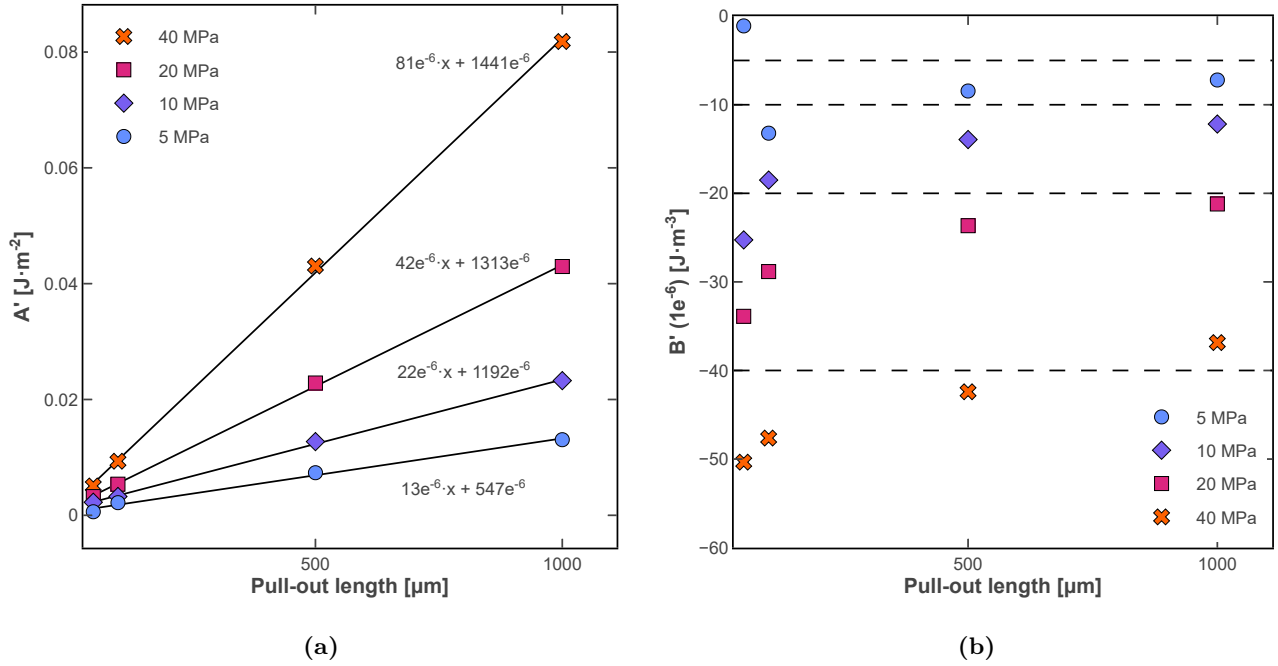 40 MPa
20 MPa
10 MPa
5 MPa
81e⁻⁶·x + 1441e⁻⁶
42e⁻⁶·x + 1313e⁻⁶
22e⁻⁶·x + 1192e⁻⁶
13e⁻⁶·x + 547e⁻⁶
0.08
0.06
0.04
0.02
0
A' [J·m⁻²]
500
1000
Pull-out length [µm]
(a)
0
−10
−20
−30
−40
−50
−60
B' (1e⁻⁶) [J·m⁻³]
5 MPa
10 MPa
20 MPa
40 MPa
500
1000
Pull-out length [µm]
(b)